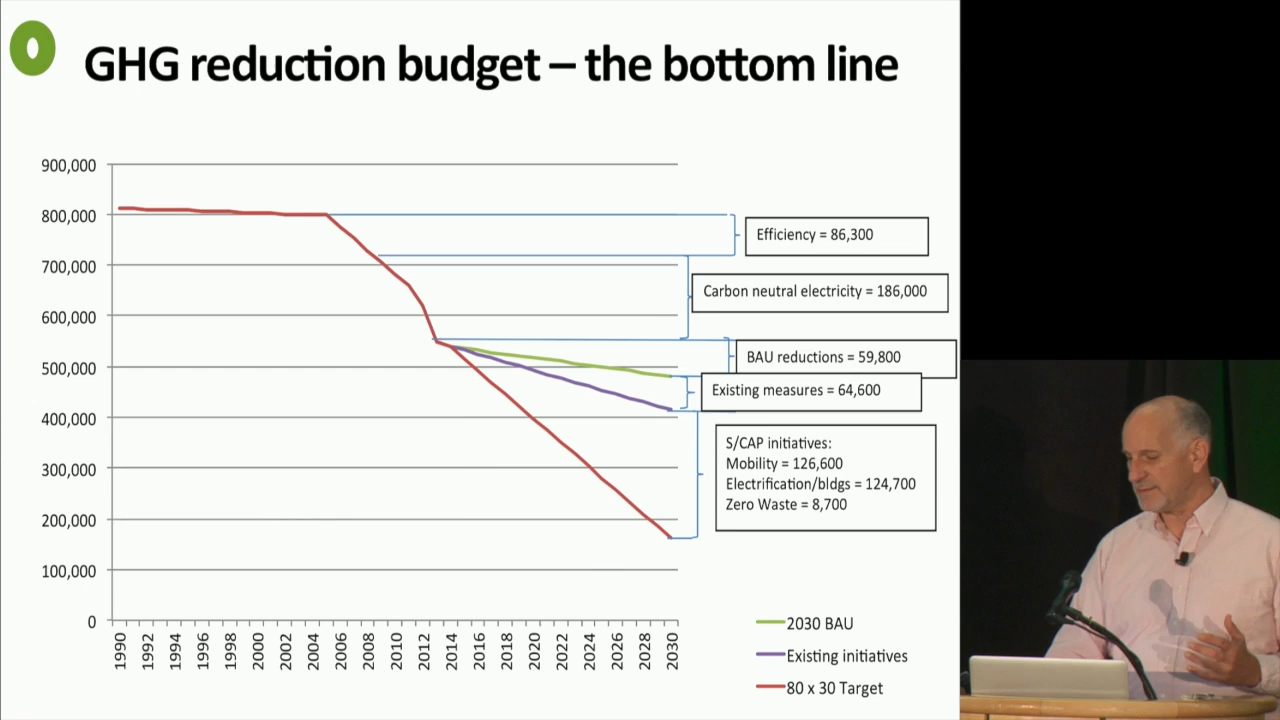 GHG reduction budget – the bottom line
900,000
800,000
700,000
600,000
500,000
400,000
300,000
200,000
100,000
0
1990
1992
1994
1996
1998
2000
2002
2004
2006
2008
2010
2012
2014
2016
2018
2020
2022
2024
2026
2028
2030
Efficiency = 86,300
Carbon neutral electricity = 186,000
BAU reductions = 59,800
Existing measures = 64,600
S/CAP initiatives:
Mobility = 126,600
Electrification/bldgs = 124,700
Zero Waste = 8,700
2030 BAU
Existing initiatives
80 x 30 Target